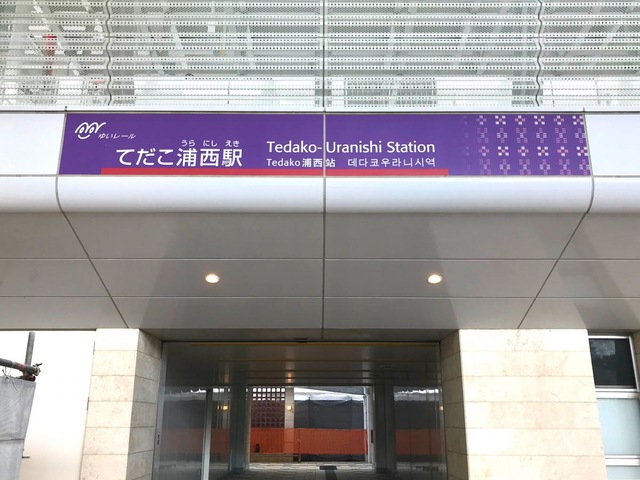 ゆいレール
うら にし えき
てだこ浦西駅
Tedako-Uranishi Station
Tedako浦西站 데다코우라니시역